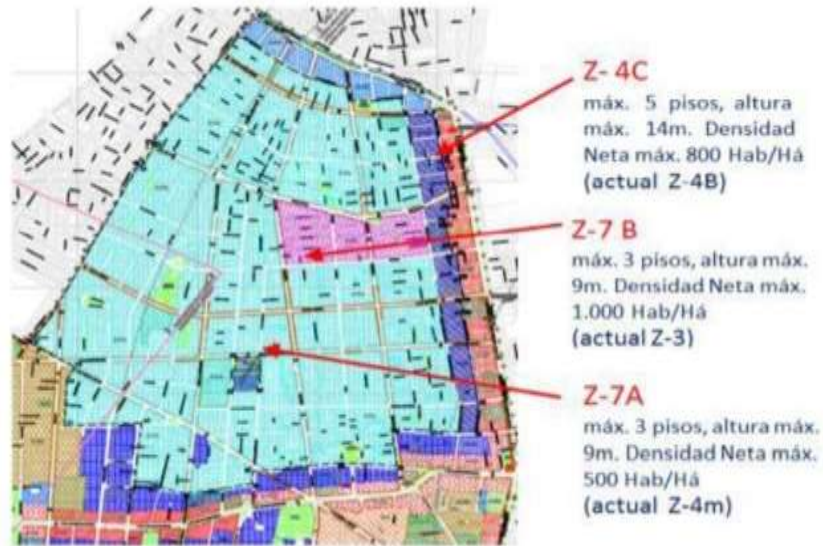 Z- 4C
máx. 5 pisos, altura
máx. 14m. Densidad
Neta máx. 800 Hab/Há
(actual Z-4B)
Z-7 B
máx. 3 pisos, altura máx.
9m. Densidad Neta máx.
1.000 Hab/Há
(actual Z-3)
Z-7A
máx. 3 pisos, altura máx.
9m. Densidad Neta máx.
500 Hab/Há
(actual Z-4m)